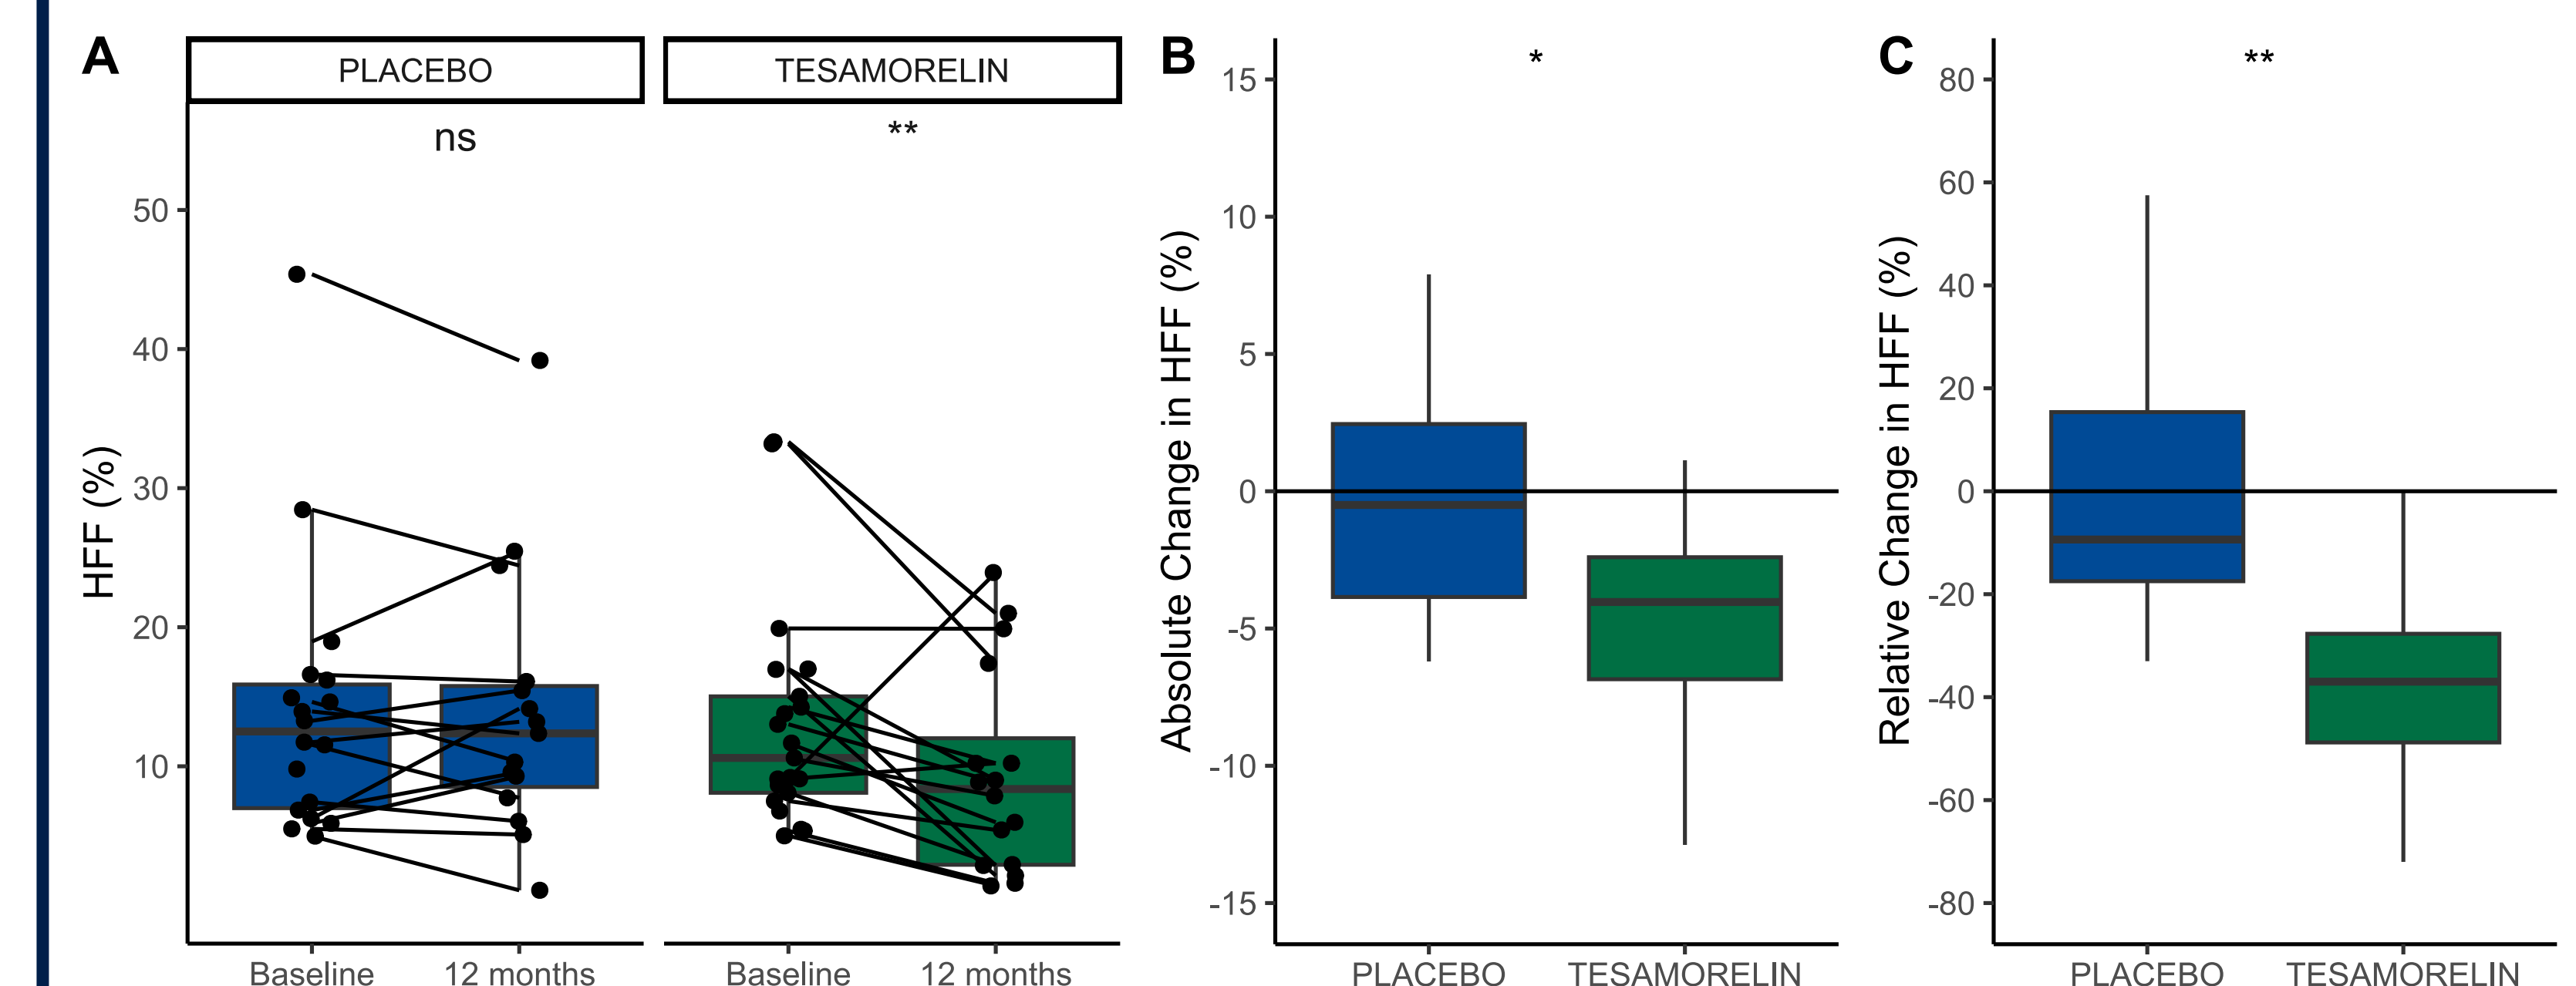 A
PLACEBO
TESAMORELIN
ns
**
HFF (%)
50
40
30
20
10
Baseline
12 months
Baseline
12 months
B
*
Absolute Change in HFF (%)
15
10
5
0
-5
-10
-15
PLACEBO
TESAMORELIN
C
**
Relative Change in HFF (%)
80
60
40
20
0
-20
-40
-60
-80
PLACEBO
TESAMORELIN